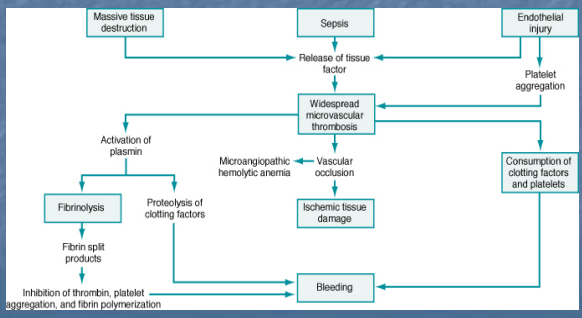 Massive tissue
destruction
Sepsis
Endothelial
injury
Release of tissue
factor
Platelet
aggregation
Widespread
microvascular
thrombosis
Activation of
plasmin
Microangiopathic
hemolytic anemia
Vascular
occlusion
Consumption of
clotting factors
and platelets
Fibrinolysis
Proteolysis of
clotting factors
Ischemic tissue
damage
Fibrin split
products
Bleeding
Inhibition of thrombin, platelet
aggregation, and fibrin polymerization